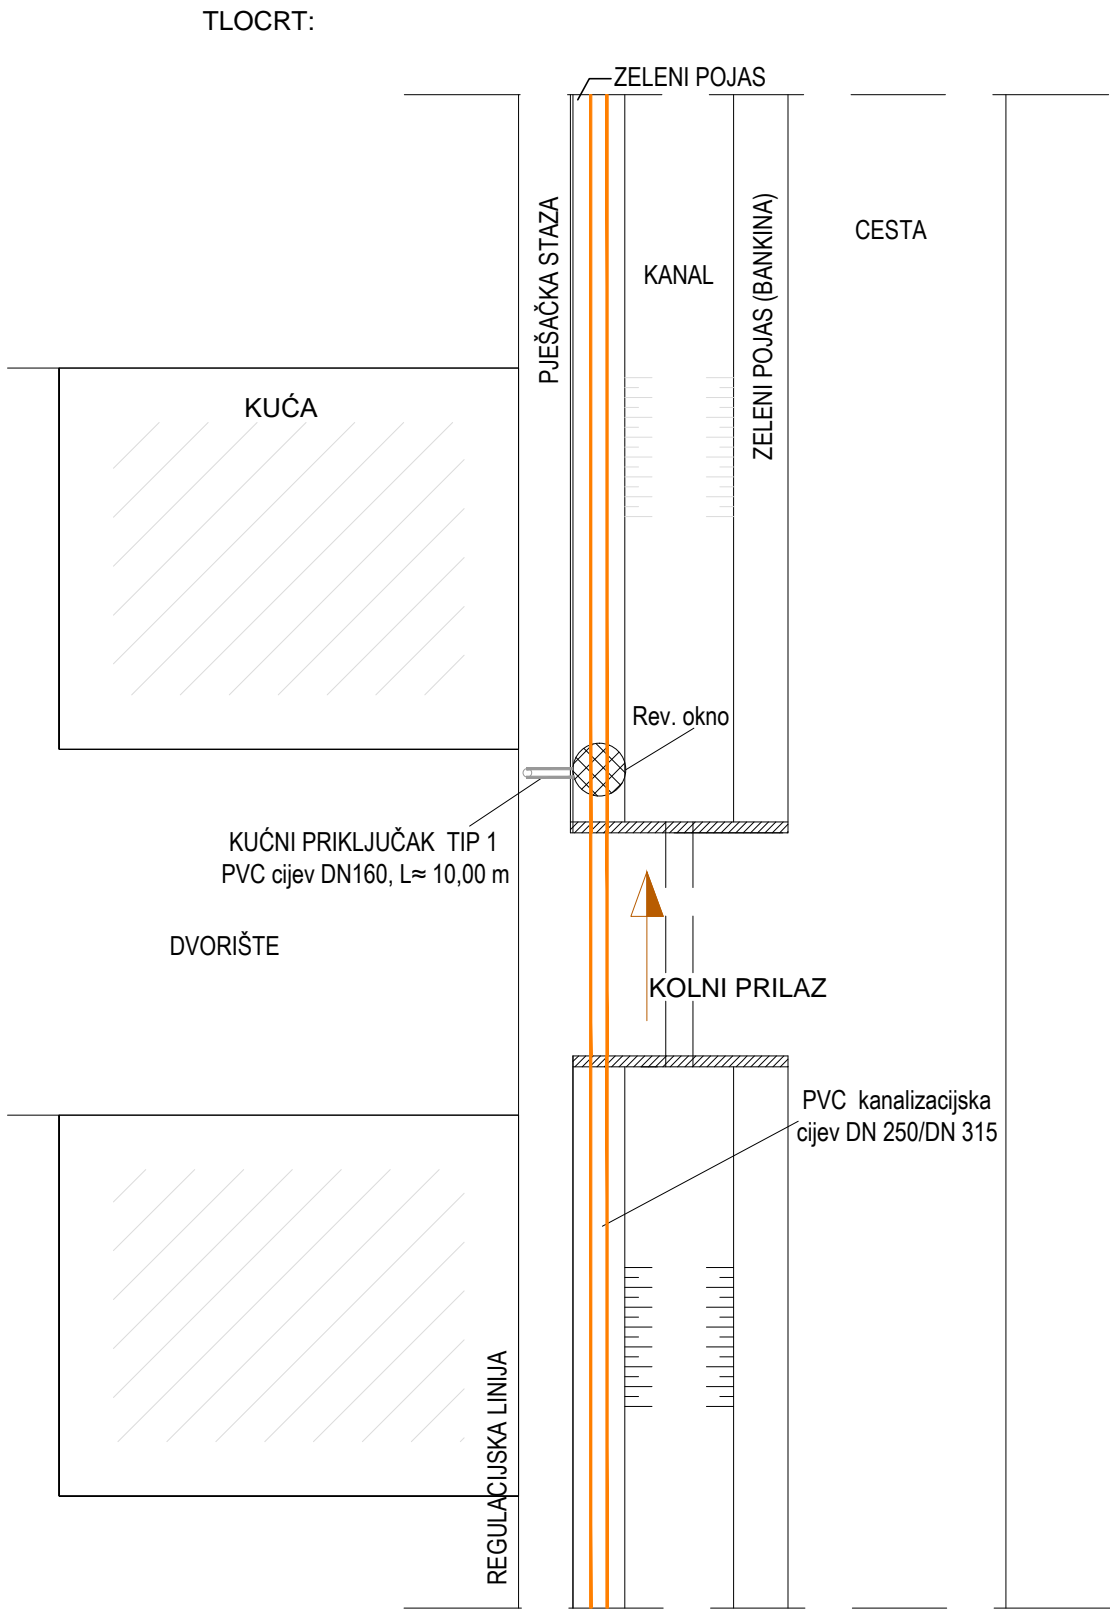 TLOCRT:
ZELENI POJAS
PJEŠAČKA STAZA
KANAL
ZELENI POJAS (BANKINA)
CESTA
KUĆA
Rev. okno
KUĆNI PRIKLJUČAK  TIP 1
PVC cijev DN160, L≈ 10,00 m
DVORIŠTE
KOLNI PRILAZ
PVC  kanalizacijska
cijev DN 250/DN 315
REGULACIJSKA LINIJA